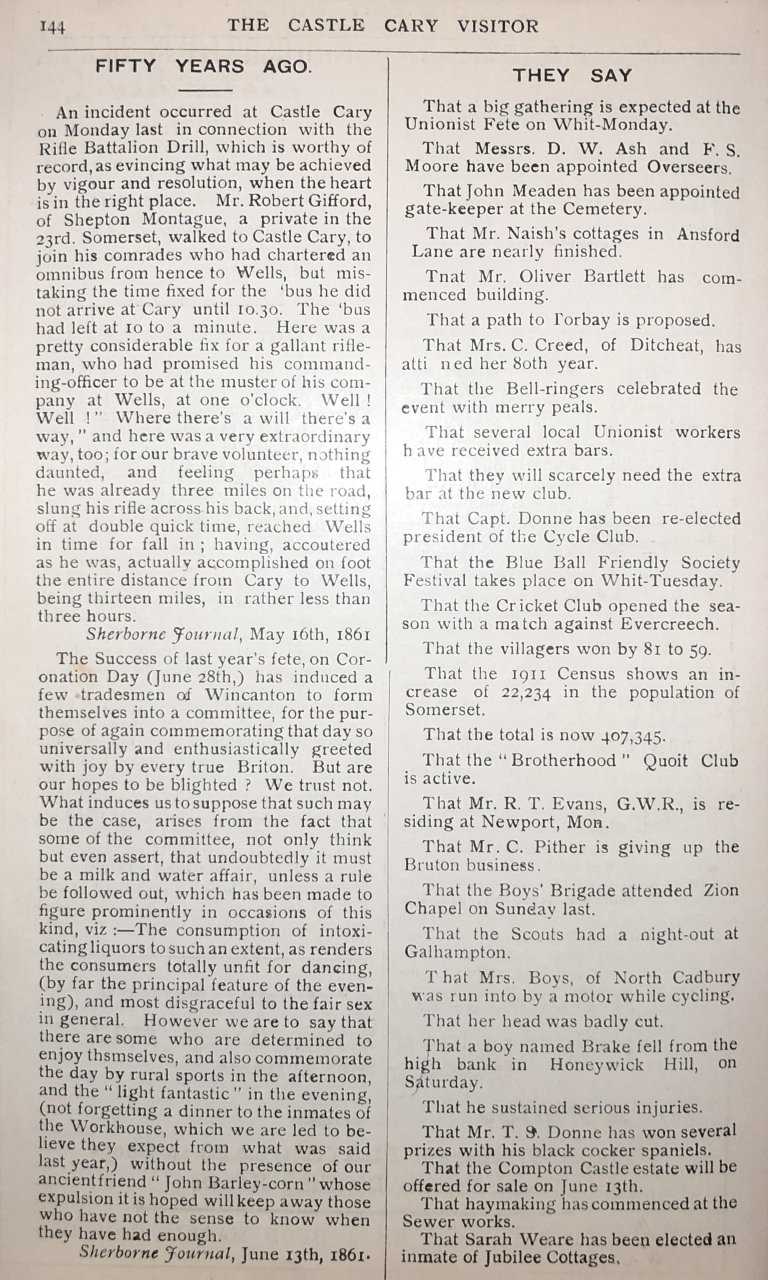 144
THE CASTLE CARY VISITOR
FIFTY YEARS AGO.
An incident occurred at Castle Cary
on Monday last in connection with the
Rifle Battalion Drill, which is worthy of
record, as evincing what may be achieved
by vigour and resolution, when the heart
is in the right place. Mr. Robert Gifford,
of Shepton Montague, a private in the
23rd. Somerset, walked to Castle Cary, to
join his comrades who had chartered an
omnibus from hence to Wells, but mis-
taking the time fixed for the ‘bus he did
not arrive at Cary until 10.30. The ‘bus
had left at 10 to a minute. Here was a
pretty considerable fix for a gallant rifle-
man, who had promised his command-
ing-officer to be at the muster of his com-
pany at Wells, at one o'clock. Well !
Well !” Where there's a will there's a
way, ” and here was a very extraordinary
way, too; for our brave volunteer, nothing
daunted, and feeling perhaps that
he was already three miles on the road,
slung his rifle across his back, and, setting
off at double quick time, reached Wells
in time for fall in ; having, accoutered
as he was, actually accomplished on foot
the entire distance from Cary to Wells,
being thirteen miles, in rather less than
three hours.
Sherborne Journal, May 16th, 1861
The Success of last year's fete, on Cor-
onation Day (June 28th,) has induced a
few tradesmen of Wincanton to form
themselves into a committee, for the pur-
pose of again commemorating that day so
universally and enthusiastically greeted
with joy by every true Briton. But are
our hopes to be blighted ? We trust not.
What induces us to suppose that such may
be the case, arises from the fact that
some of the committee, not only think
but even assert, that undoubtedly it must
be a milk and water affair, unless a rule
be followed out, which has been made to
figure prominently in occasions of this
kind, viz :—The consumption of intoxi-
cating liquors to such an extent, as renders
the consumers totally unfit for dancing,
(by far the principal feature of the even-
ing), and most disgraceful to the fair sex
in general. However we are to say that
there are some who are determined to
enjoy thsmselves, and also commemorate
the day by rural sports in the afternoon,
and the “ light fantastic ” in the evening,
(not forgetting a dinner to the inmates of
the Workhouse, which we are led to be-
lieve they expect from what was said
last year,) without the presence of our
ancient friend “ John Barley-corn ” whose
expulsion it is hoped will keep away those
who have not the sense to know when
they have had enough.
Sherborne Journal, June 13th, 1861.
THEY SAY
That a big gathering is expected at the
Unionist Fete on Whit-Monday.
That Messrs. D. W. Ash and F. S.
Moore have been appointed Overseers.
That John Meaden has been appointed
gate-keeper at the Cemetery.
That Mr. Naish's cottages in Ansford
Lane are nearly finished.
Tnat Mr. Oliver Bartlett has com-
menced building.
That a path to Torbay is proposed.
That Mrs. C. Creed, of Ditcheat, has
atti ned her 80th year.
That the Bell-ringers celebrated the
event with merry peals.
That several local Unionist workers
h ave received extra bars.
That they will scarcely need the extra
bar at the new club.
That Capt. Donne has been re-elected
president of the Cycle Club.
That the Blue Ball Friendly Society
Festival takes place on Whit-Tuesday.
That the Cricket Club opened the sea-
son with a match against Evercreech.
That the villagers won by 81 to 59.
That the 1911 Census shows an in-
crease of 22,234 in the population of
Somerset.
That the total is now 407,345.
That the “ Brotherhood ” Quoit Club
is active.
That Mr. R. T. Evans, G.W.R., is re-
siding at Newport, Mon.
That Mr. C. Pither is giving up the
Bruton business.
That the Boys' Brigade attended Zion
Chapel on Sunday last.
That the Scouts had a night-out at
Galhampton.
That Mrs. Boys, of North Cadbury
was run into by a motor while cycling.
That her head was badly cut.
That a boy named Brake fell from the
high bank in Honeywick Hill, on
Saturday.
That he sustained serious injuries.
That Mr. T. S. Donne has won several
prizes with his black cocker spaniels.
That the Compton Castle estate will be
offered for sale on June 13th.
That haymaking has commenced at the
Sewer works.
That Sarah Weare has been elected an
inmate of Jubilee Cottages.